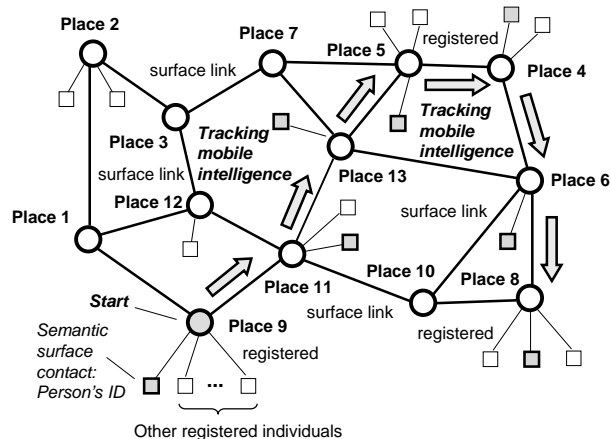 Place 2
Place 7
Place 5
registered
Place 4
surface link
Place 3
Tracking
mobile
intelligence
Tracking
mobile
intelligence
Place 13
surface link
Place 12
Place 6
Place 1
surface link
Place 11
Place 10
Place 8
Start
Place 9
surface link
registered
Semantic
surface
contact:
Person's ID
registered
...
Other registered individuals